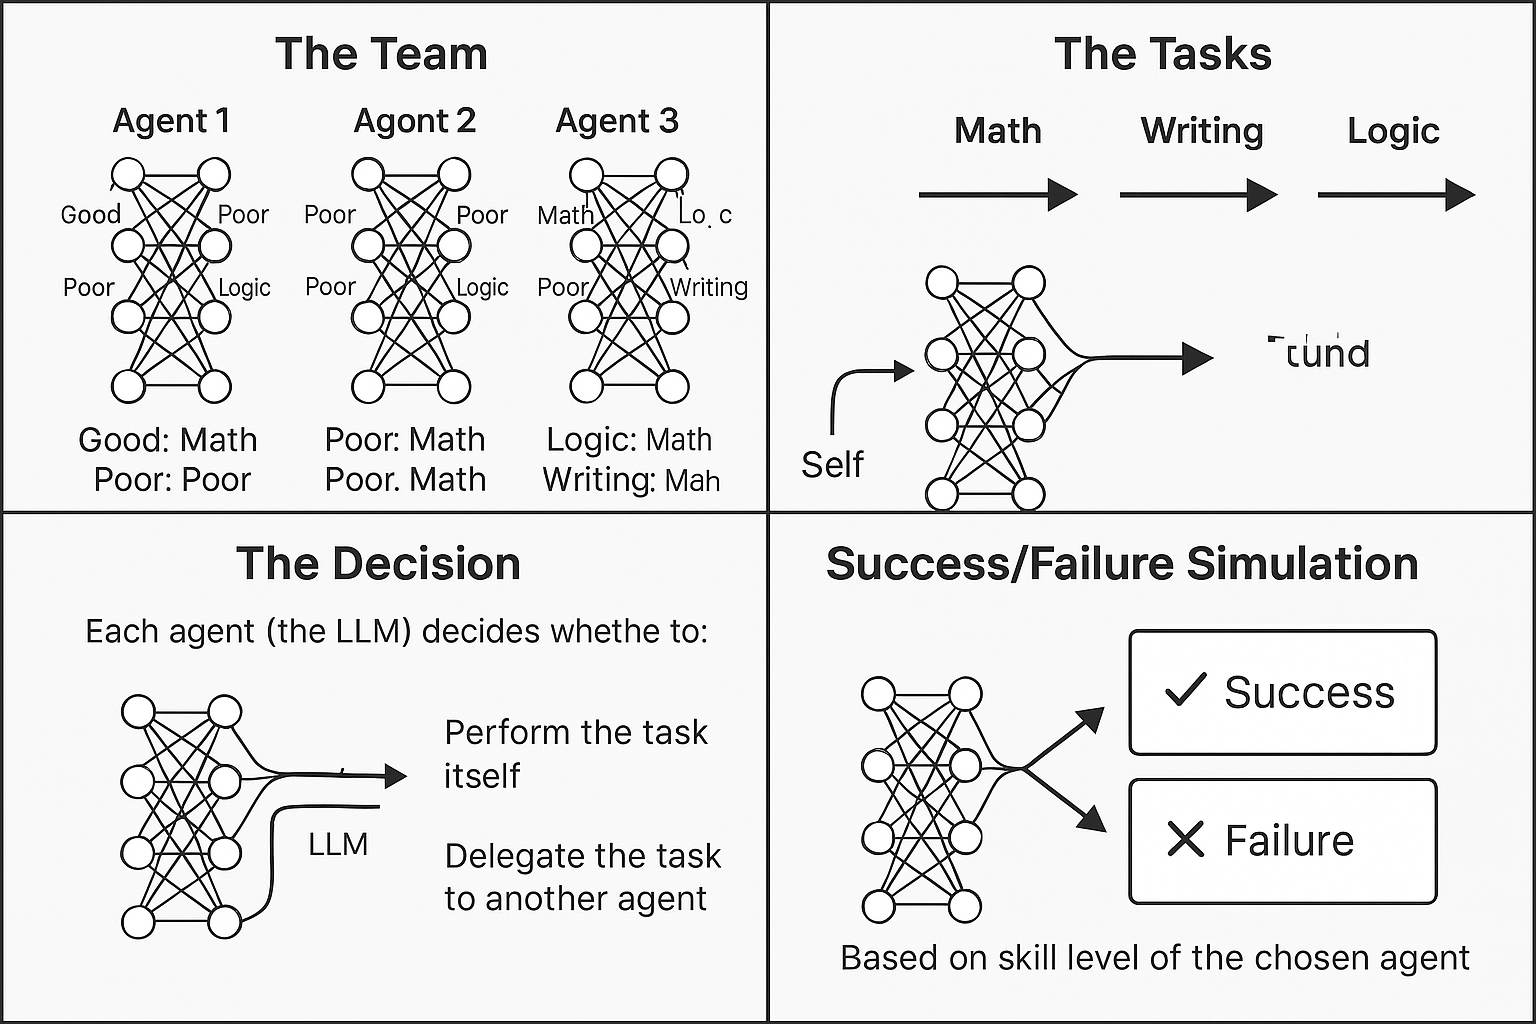 The Team
Agent 1
Agont 2
Agent 3
Good
Poor
Poor
Poor
Math
Poor
Logic
Poor
Logic
Poor
Writing
Good: Math
Poor: Poor
Poor: Math
Poor. Math
Logic: Math
Writing: Mah
The Tasks
Math
Writing
Logic
Self
The Decision
Each agent (the LLM) decides whethe to:
Perform the task
itself
LLM
Delegate the task
to another agent
Success/Failure Simulation
✓ Success
✕ Failure
Based on skill level of the chosen agent